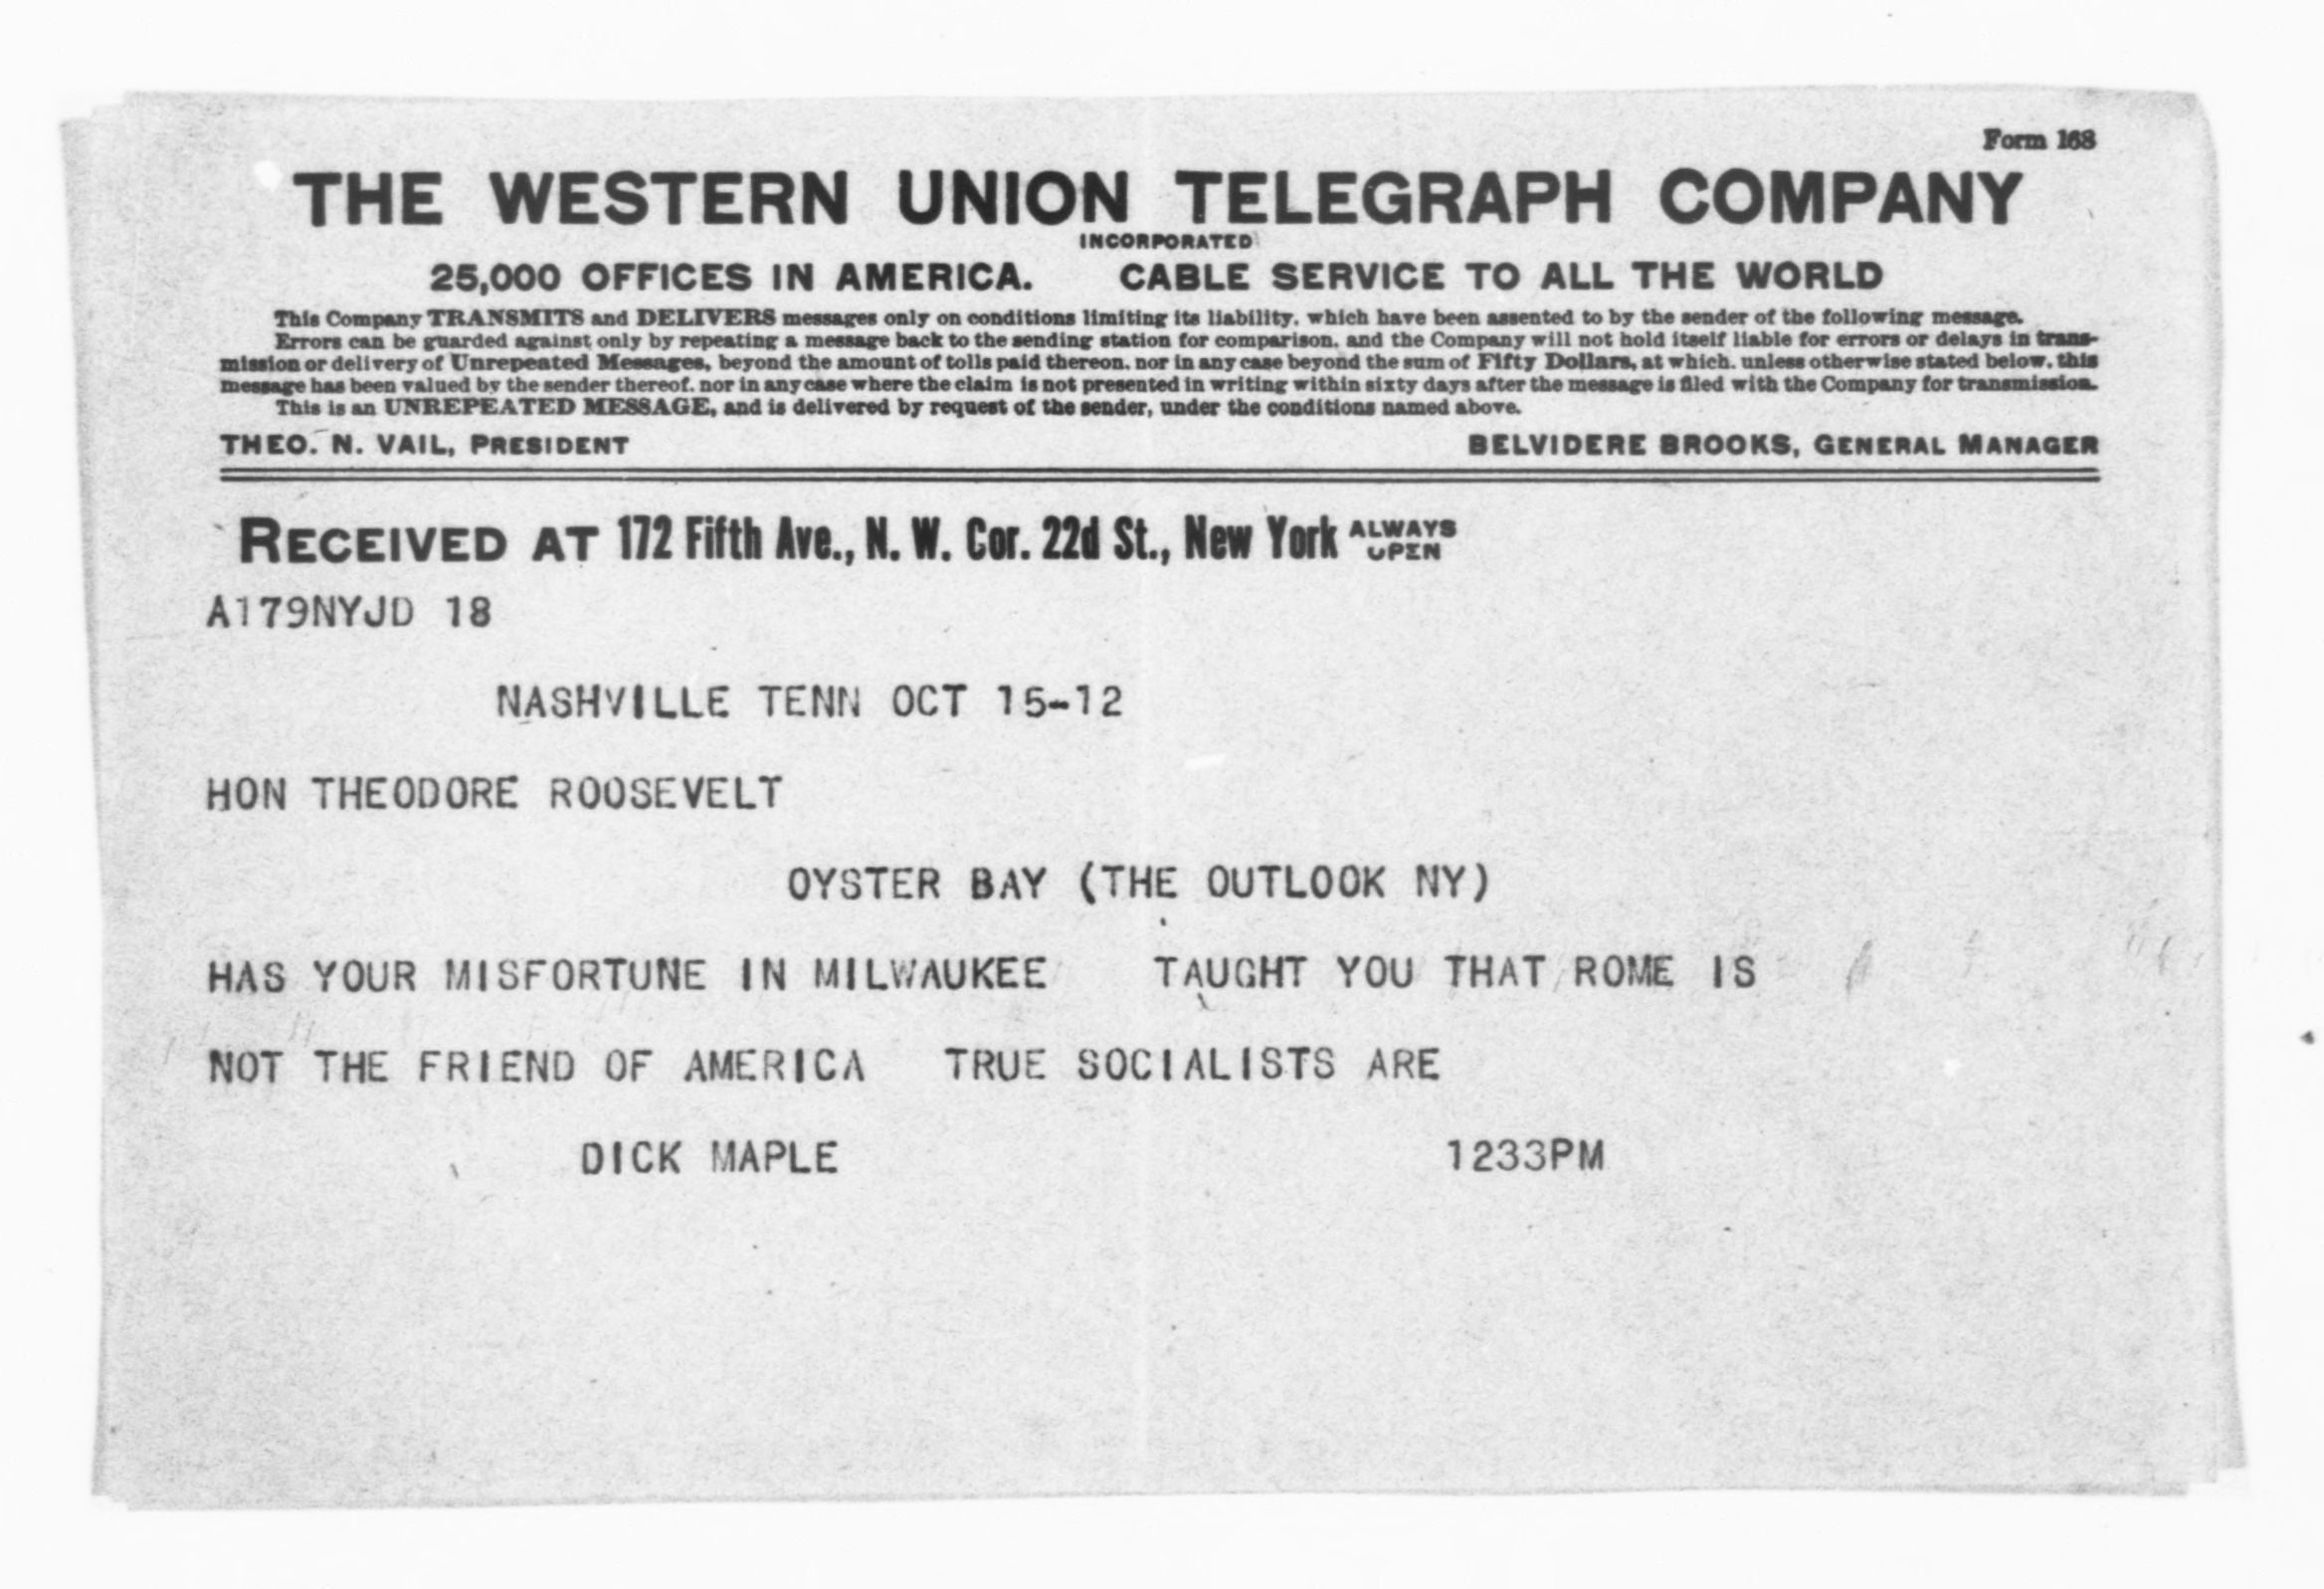 Form 168
THE WESTERN UNION TELEGRAPH COMPANY
INCORPORATED
25,000 OFFICES IN AMERICA. CABLE SERVICE TO ALL THE WORLD
This Company TRANSMITS and DELIVERS messages only on conditions limiting its liability, which have been assented to by the sender of the following message.
Errors can be guarded against only by repeating a message back to the sending station for comparison, and the Company will not hold itself liable for errors or delays in trans-
mission or delivery of Unrepeated Messages, beyond the amount of tolls paid thereon, nor in any case beyond the sum of Fifty Dollars, at which, unless otherwise stated below, this
message has been valued by the sender thereof, nor in any case where the claim is not presented in writing within sixty days after the message is filed with the Company for transmission.
This is an UNREPEATED MESSAGE, and is delivered by request of the sender, under the conditions named above.
THEO. N. VAIL, PRESIDENT BELVIDERE BROOKS, GENERAL MANAGER
RECEIVED AT 172 Fifth Ave., N. W. Cor. 22d St., New York ALWAYS OPEN
A179NYJD 18
NASHVILLE TENN OCT 15-12
HON THEODORE ROOSEVELT
OYSTER BAY (THE OUTLOOK NY)
HAS YOUR MISFORTUNE IN MILWAUKEE TAUGHT YOU THAT ROME IS
NOT THE FRIEND OF AMERICA TRUE SOCIALISTS ARE
DICK MAPLE 1233PM